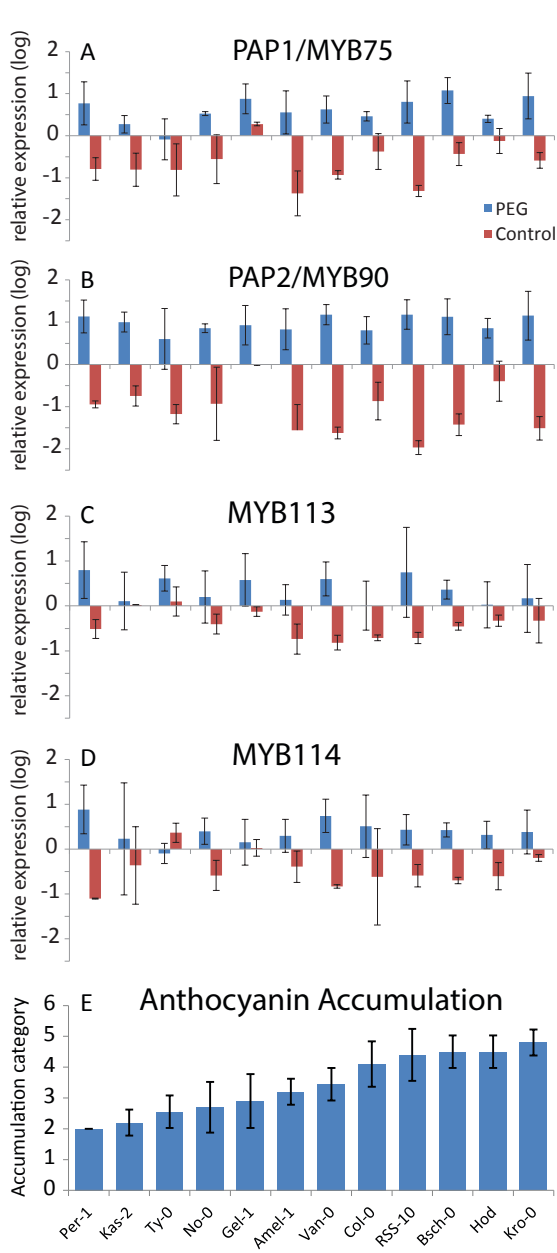 A PAP1/MYB75
relative expression (log)
2
1
0
-1
-2
PEG
Control
B PAP2/MYB90
relative expression (log)
2
1
0
-1
-2
C MYB113
relative expression (log)
2
1
0
-1
-2
D MYB114
relative expression (log)
2
1
0
-1
-2
E Anthocyanin Accumulation
Accumulation category
6
5
4
3
2
1
0
Per-1 Kas-2 Ty-0 No-0 Gel-1 Amel-1 Van-0 Col-0 RSS-10 Bsch-0 Hod Kro-0